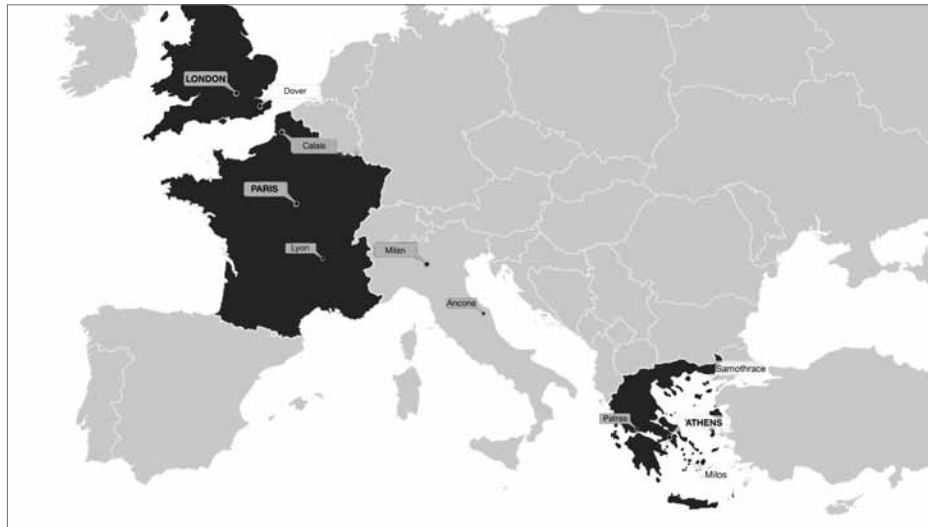 LONDON
Dover
Calais
PARIS
Lyon
Milan
Ancona
Samothrace
Patras
ATHENS
Milos